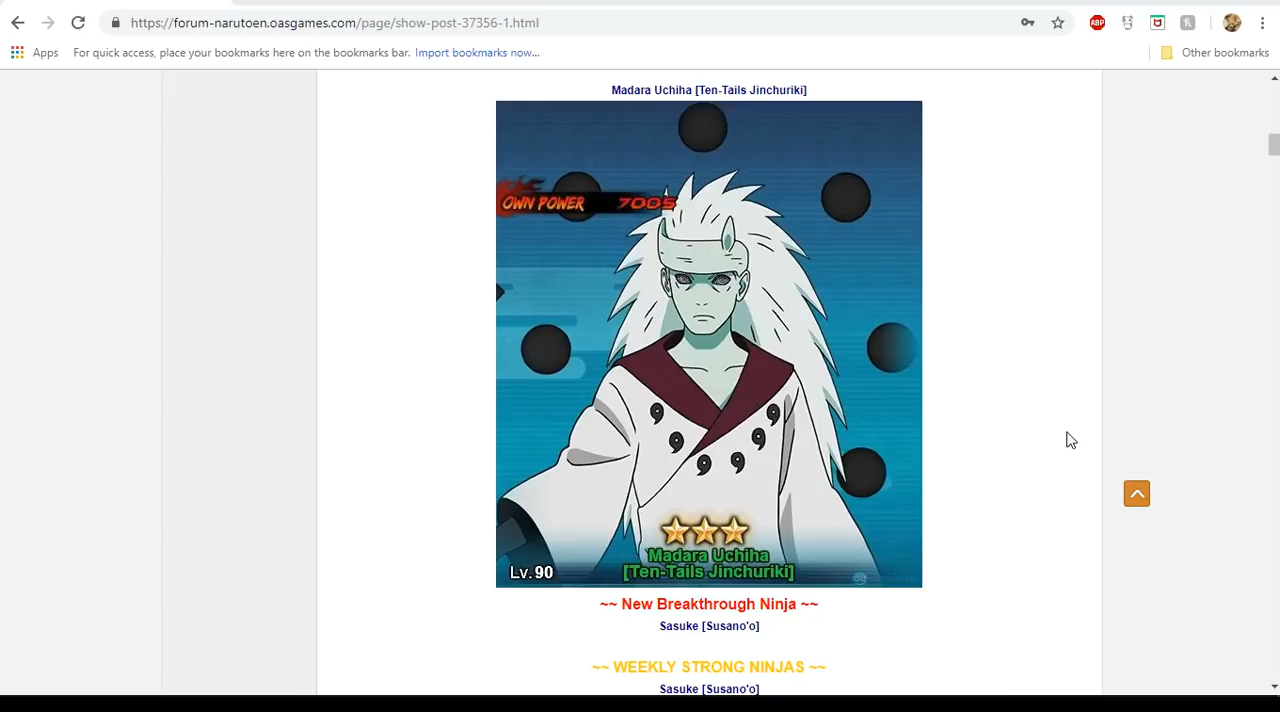 https://forum-narutoen.oasgames.com/page/show-post-37356-1.html
ABP
Apps
For quick access, place your bookmarks here on the bookmarks bar. Import bookmarks now...
Other bookmarks
Madara Uchiha [Ten-Tails Jinchuriki]
OWN POWER 7005
Madara Uchiha
[Ten-Tails Jinchuriki]
Lv.90
~~ New Breakthrough Ninja ~~
Sasuke [Susano'o]
~~ WEEKLY STRONG NINJAS ~~
Sasuke [Susano'o]